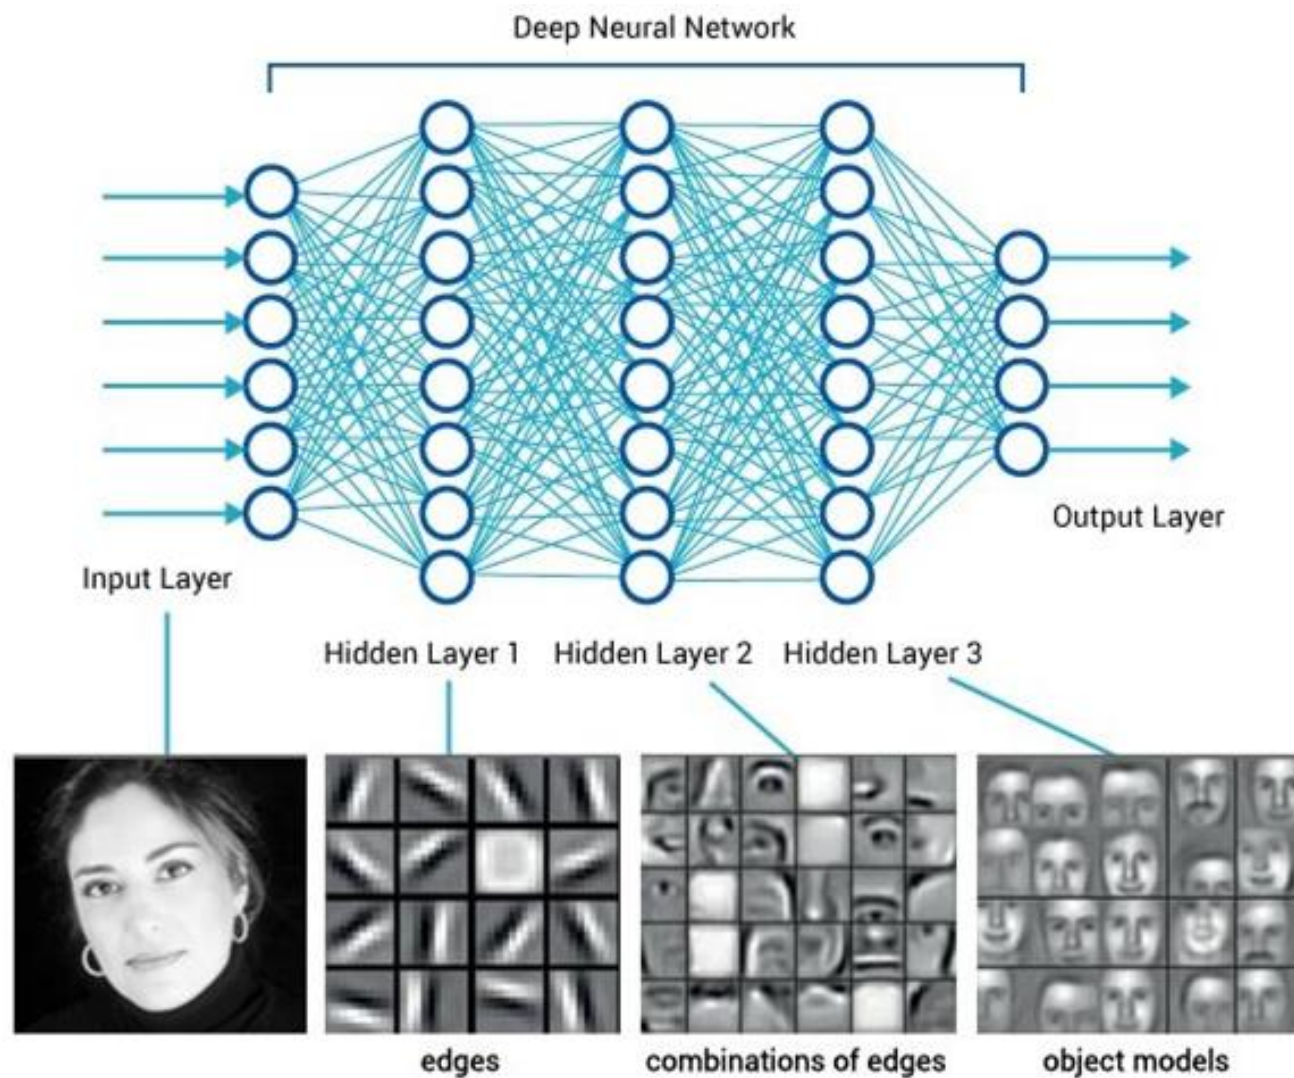 Deep Neural Network
Output Layer
Input Layer
Hidden Layer 1
Hidden Layer 2
Hidden Layer 3
edges
combinations of edges
object models